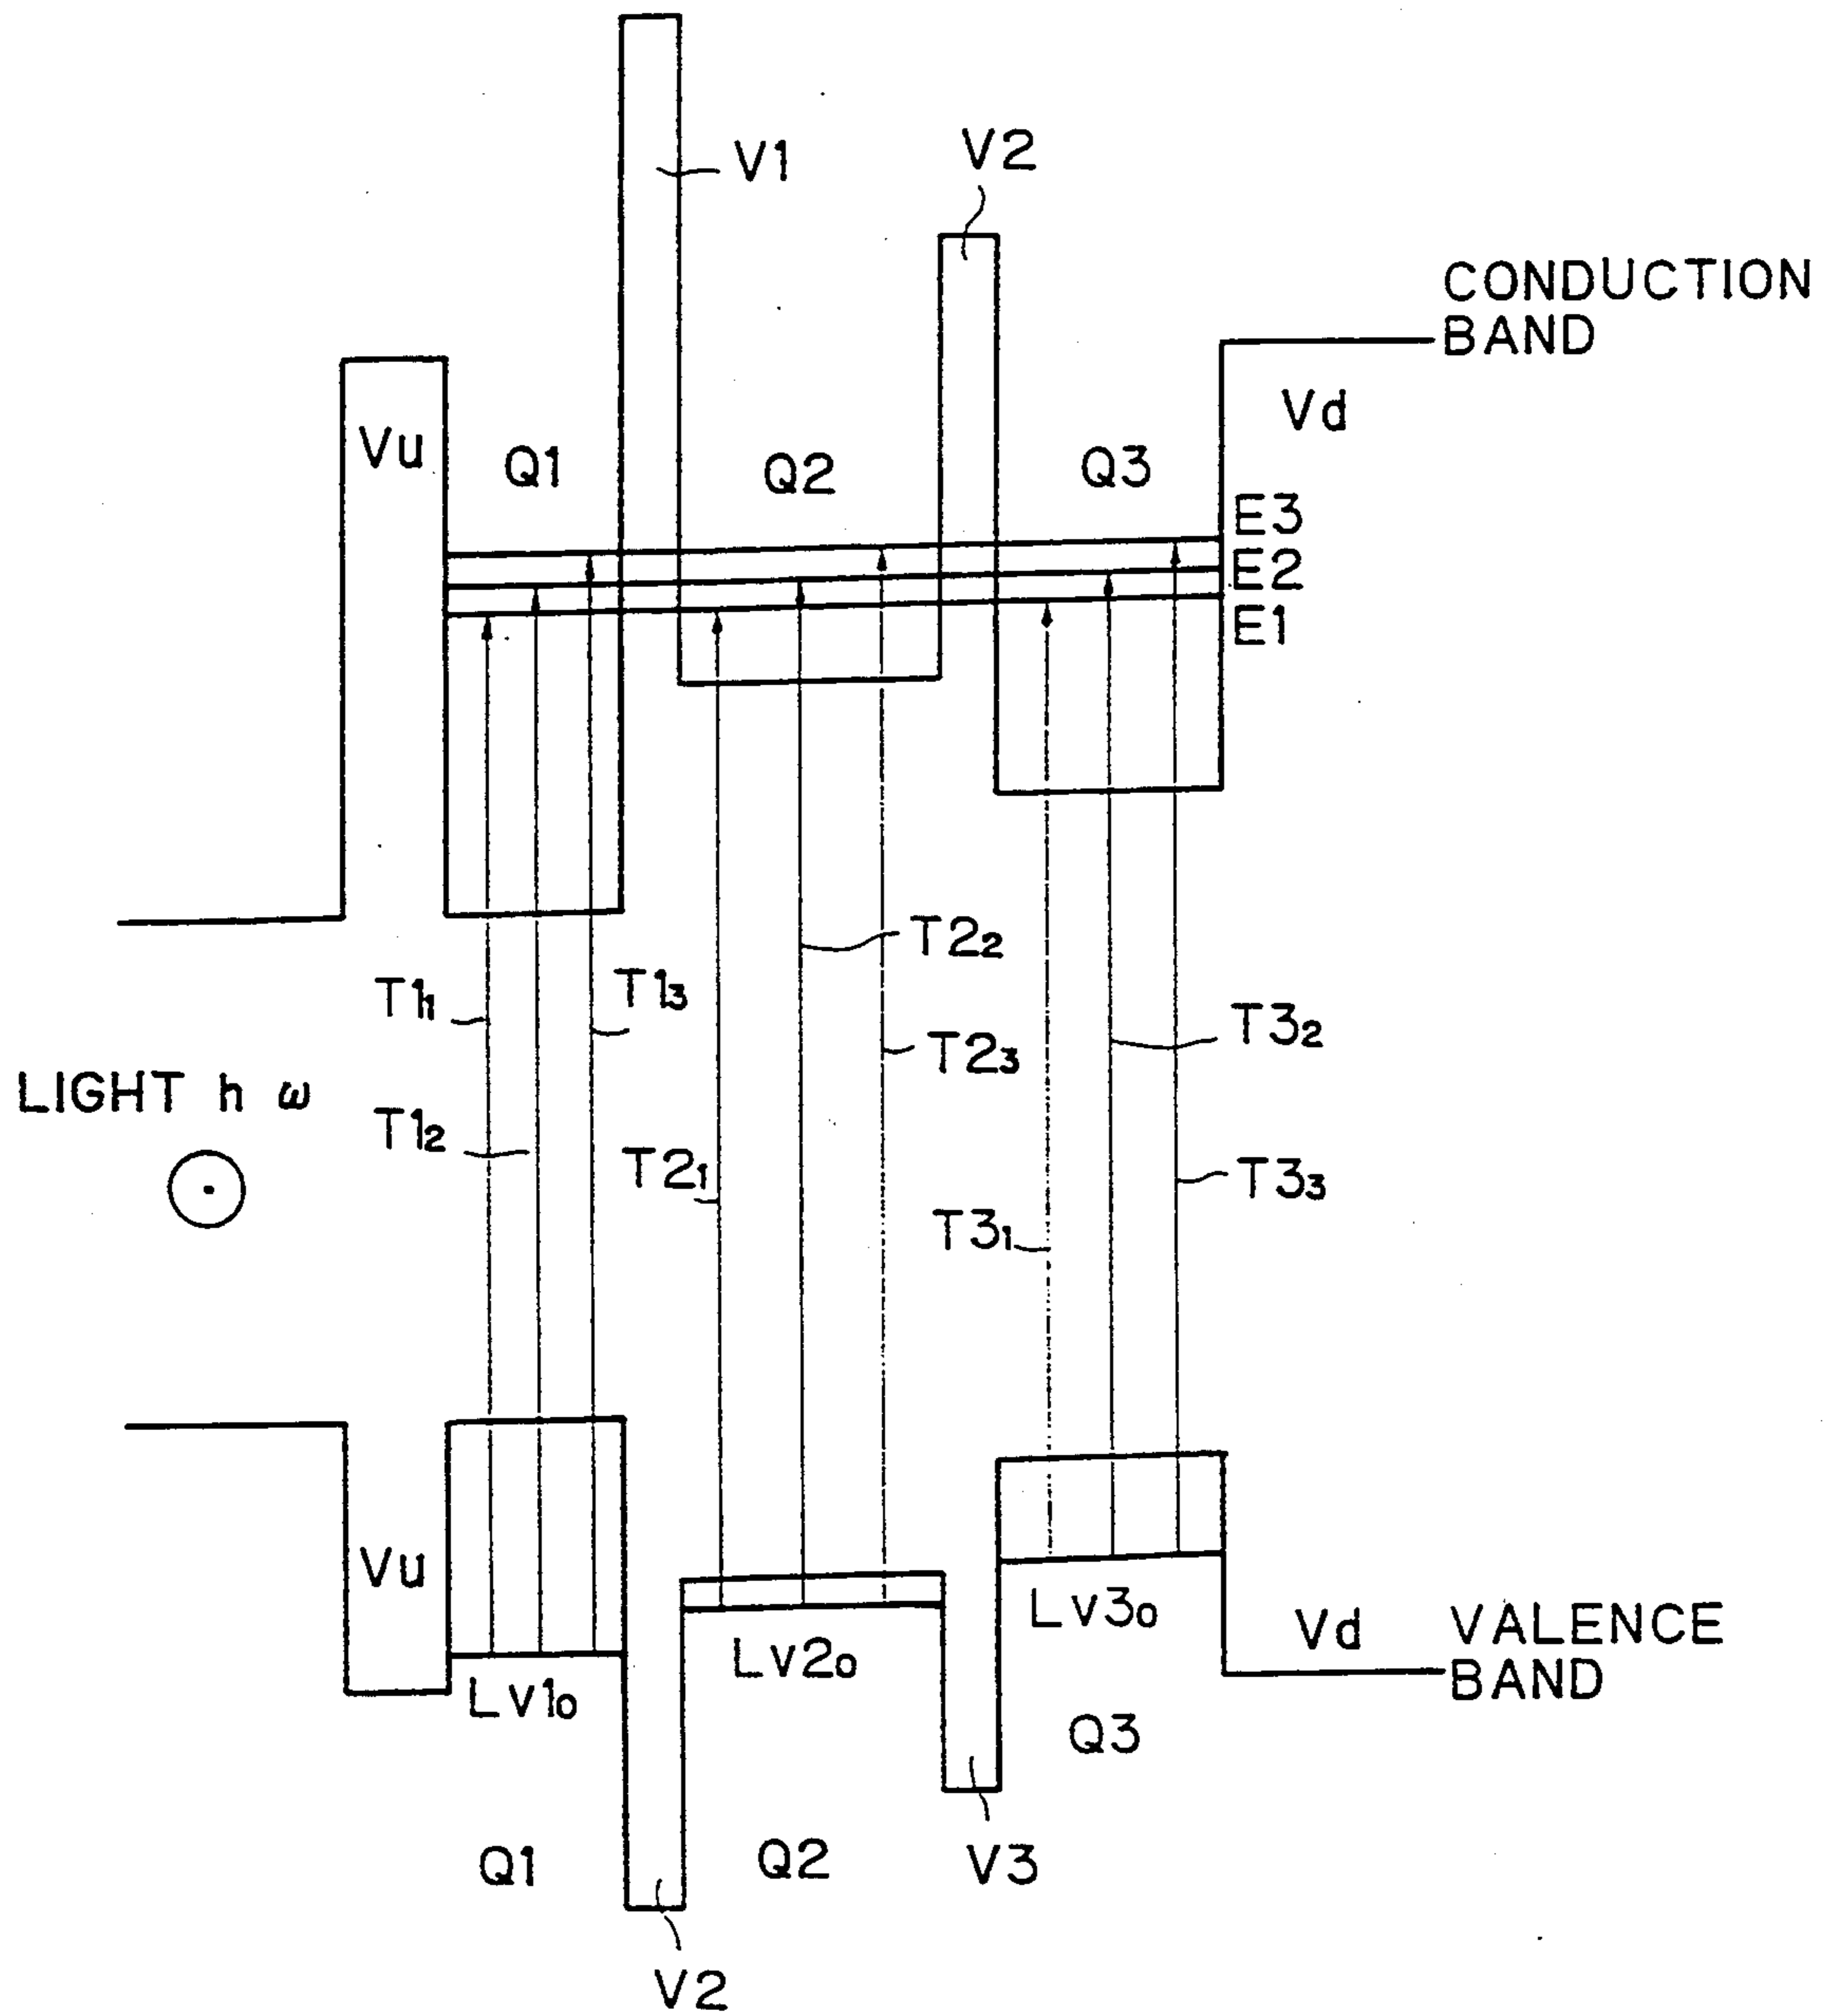 V1
V2
CONDUCTION
BAND
Vu
Q1
Q2
Q3
Vd
E3
E2
E1
T1₁
T1₃
T2₂
T2₃
T3₂
LIGHT h ω
T1₂
T2₁
T3₁
T3₃
Vu
Lv1₀
Lv2₀
Lv3₀
Vd
VALENCE
BAND
Q3
Q1
Q2
V3
V2